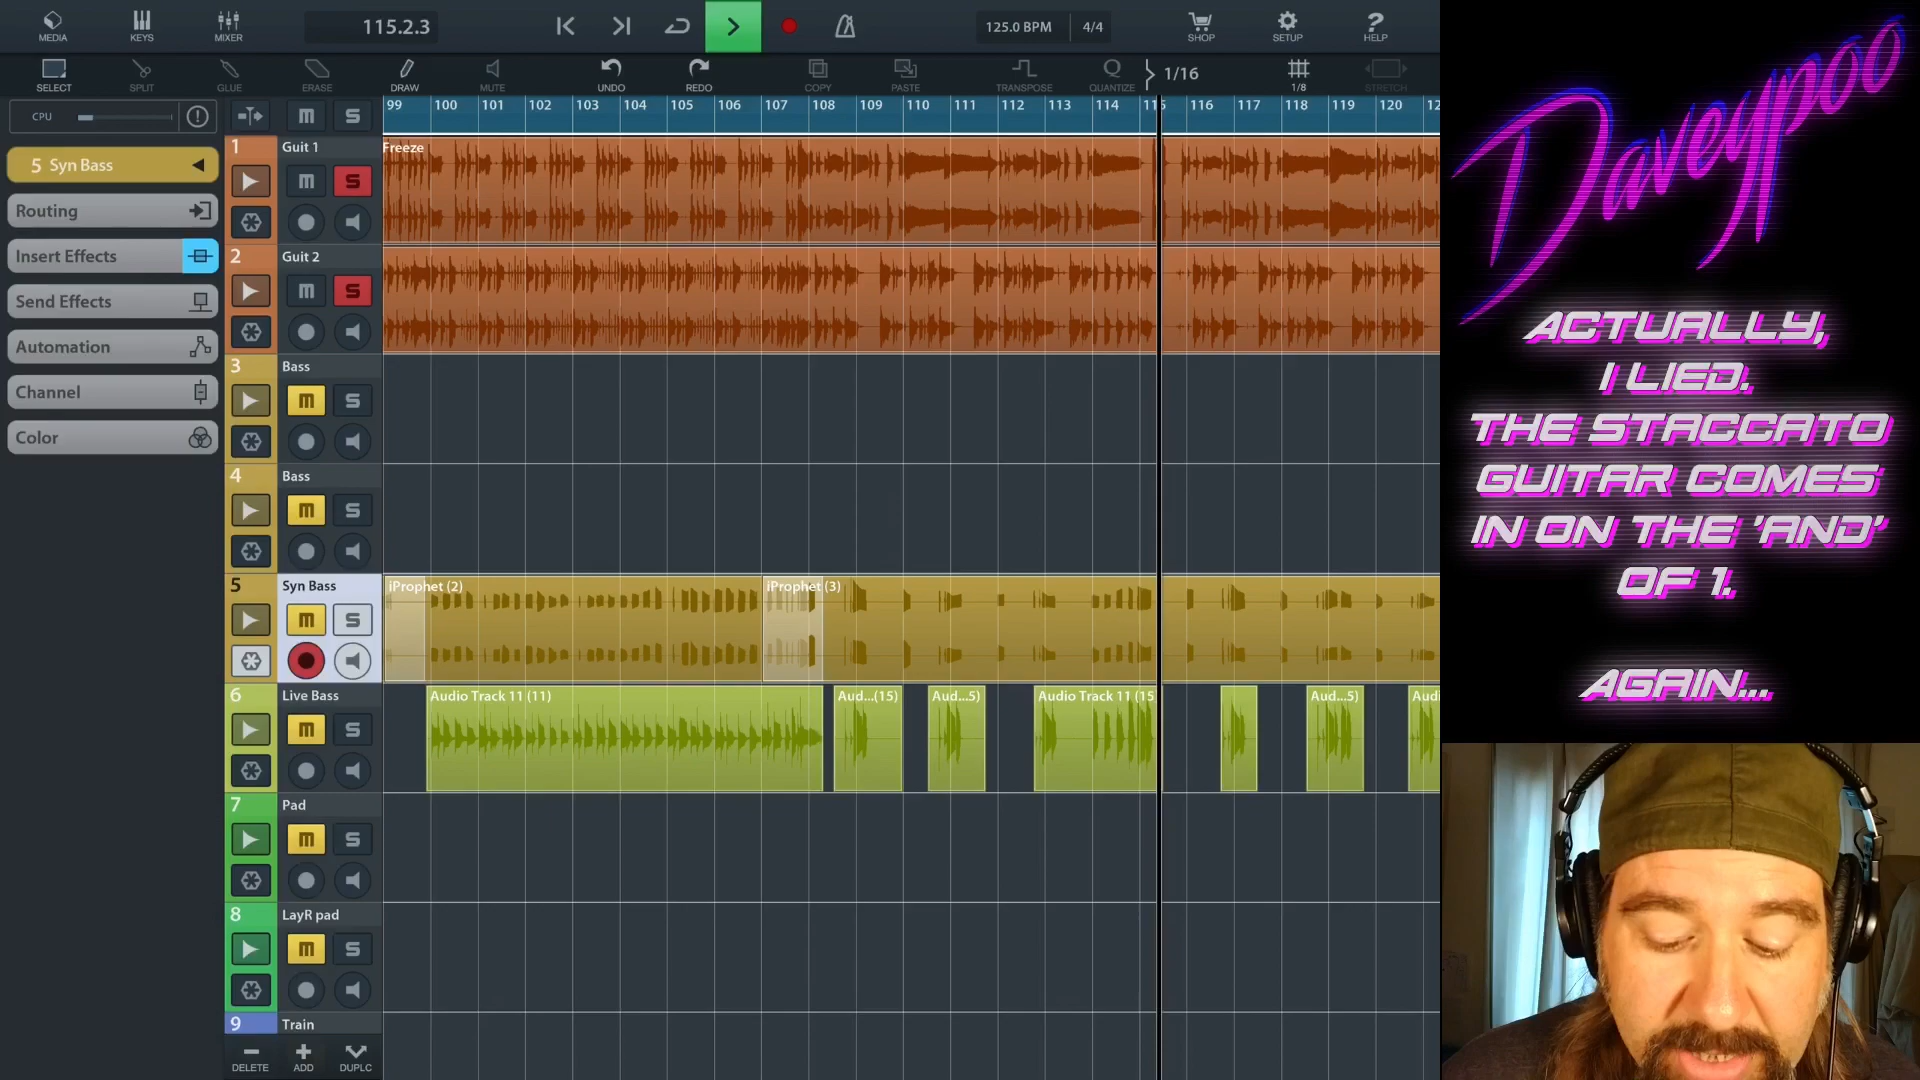 MEDIA
KEYS
MIXER
115.2.3
125.0 BPM
4/4
SHOP
SETUP
HELP
SELECT
SPLIT
GLUE
ERASE
DRAW
MUTE
UNDO
REDO
COPY
PASTE
TRANSPOSE
QUANTIZE
1/16
1/8
STRETCH
CPU
M
S
99 100 101 102 103 104 105 106 107 108 109 110 111 112 113 114 115 116 117 118 119 120 12
5 Syn Bass
Routing
Insert Effects
Send Effects
Automation
Channel
Color
1 Guit 1
M S
Freeze
2 Guit 2
M S
3 Bass
M S
4 Bass
M S
5 Syn Bass
M S
iProphet (2)
iProphet (3)
6 Live Bass
M S
Audio Track 11 (11)
Aud...(15)
Aud...5)
Audio Track 11 (15
Aud...5)
Audi
7 Pad
M S
8 LayR pad
M S
9 Train
DELETE
ADD
DUPLC
Daveypoo
ACTUALLY,
I LIED.
THE STACCATO
GUITAR COMES
IN ON THE 'AND'
OF 1.
AGAIN...